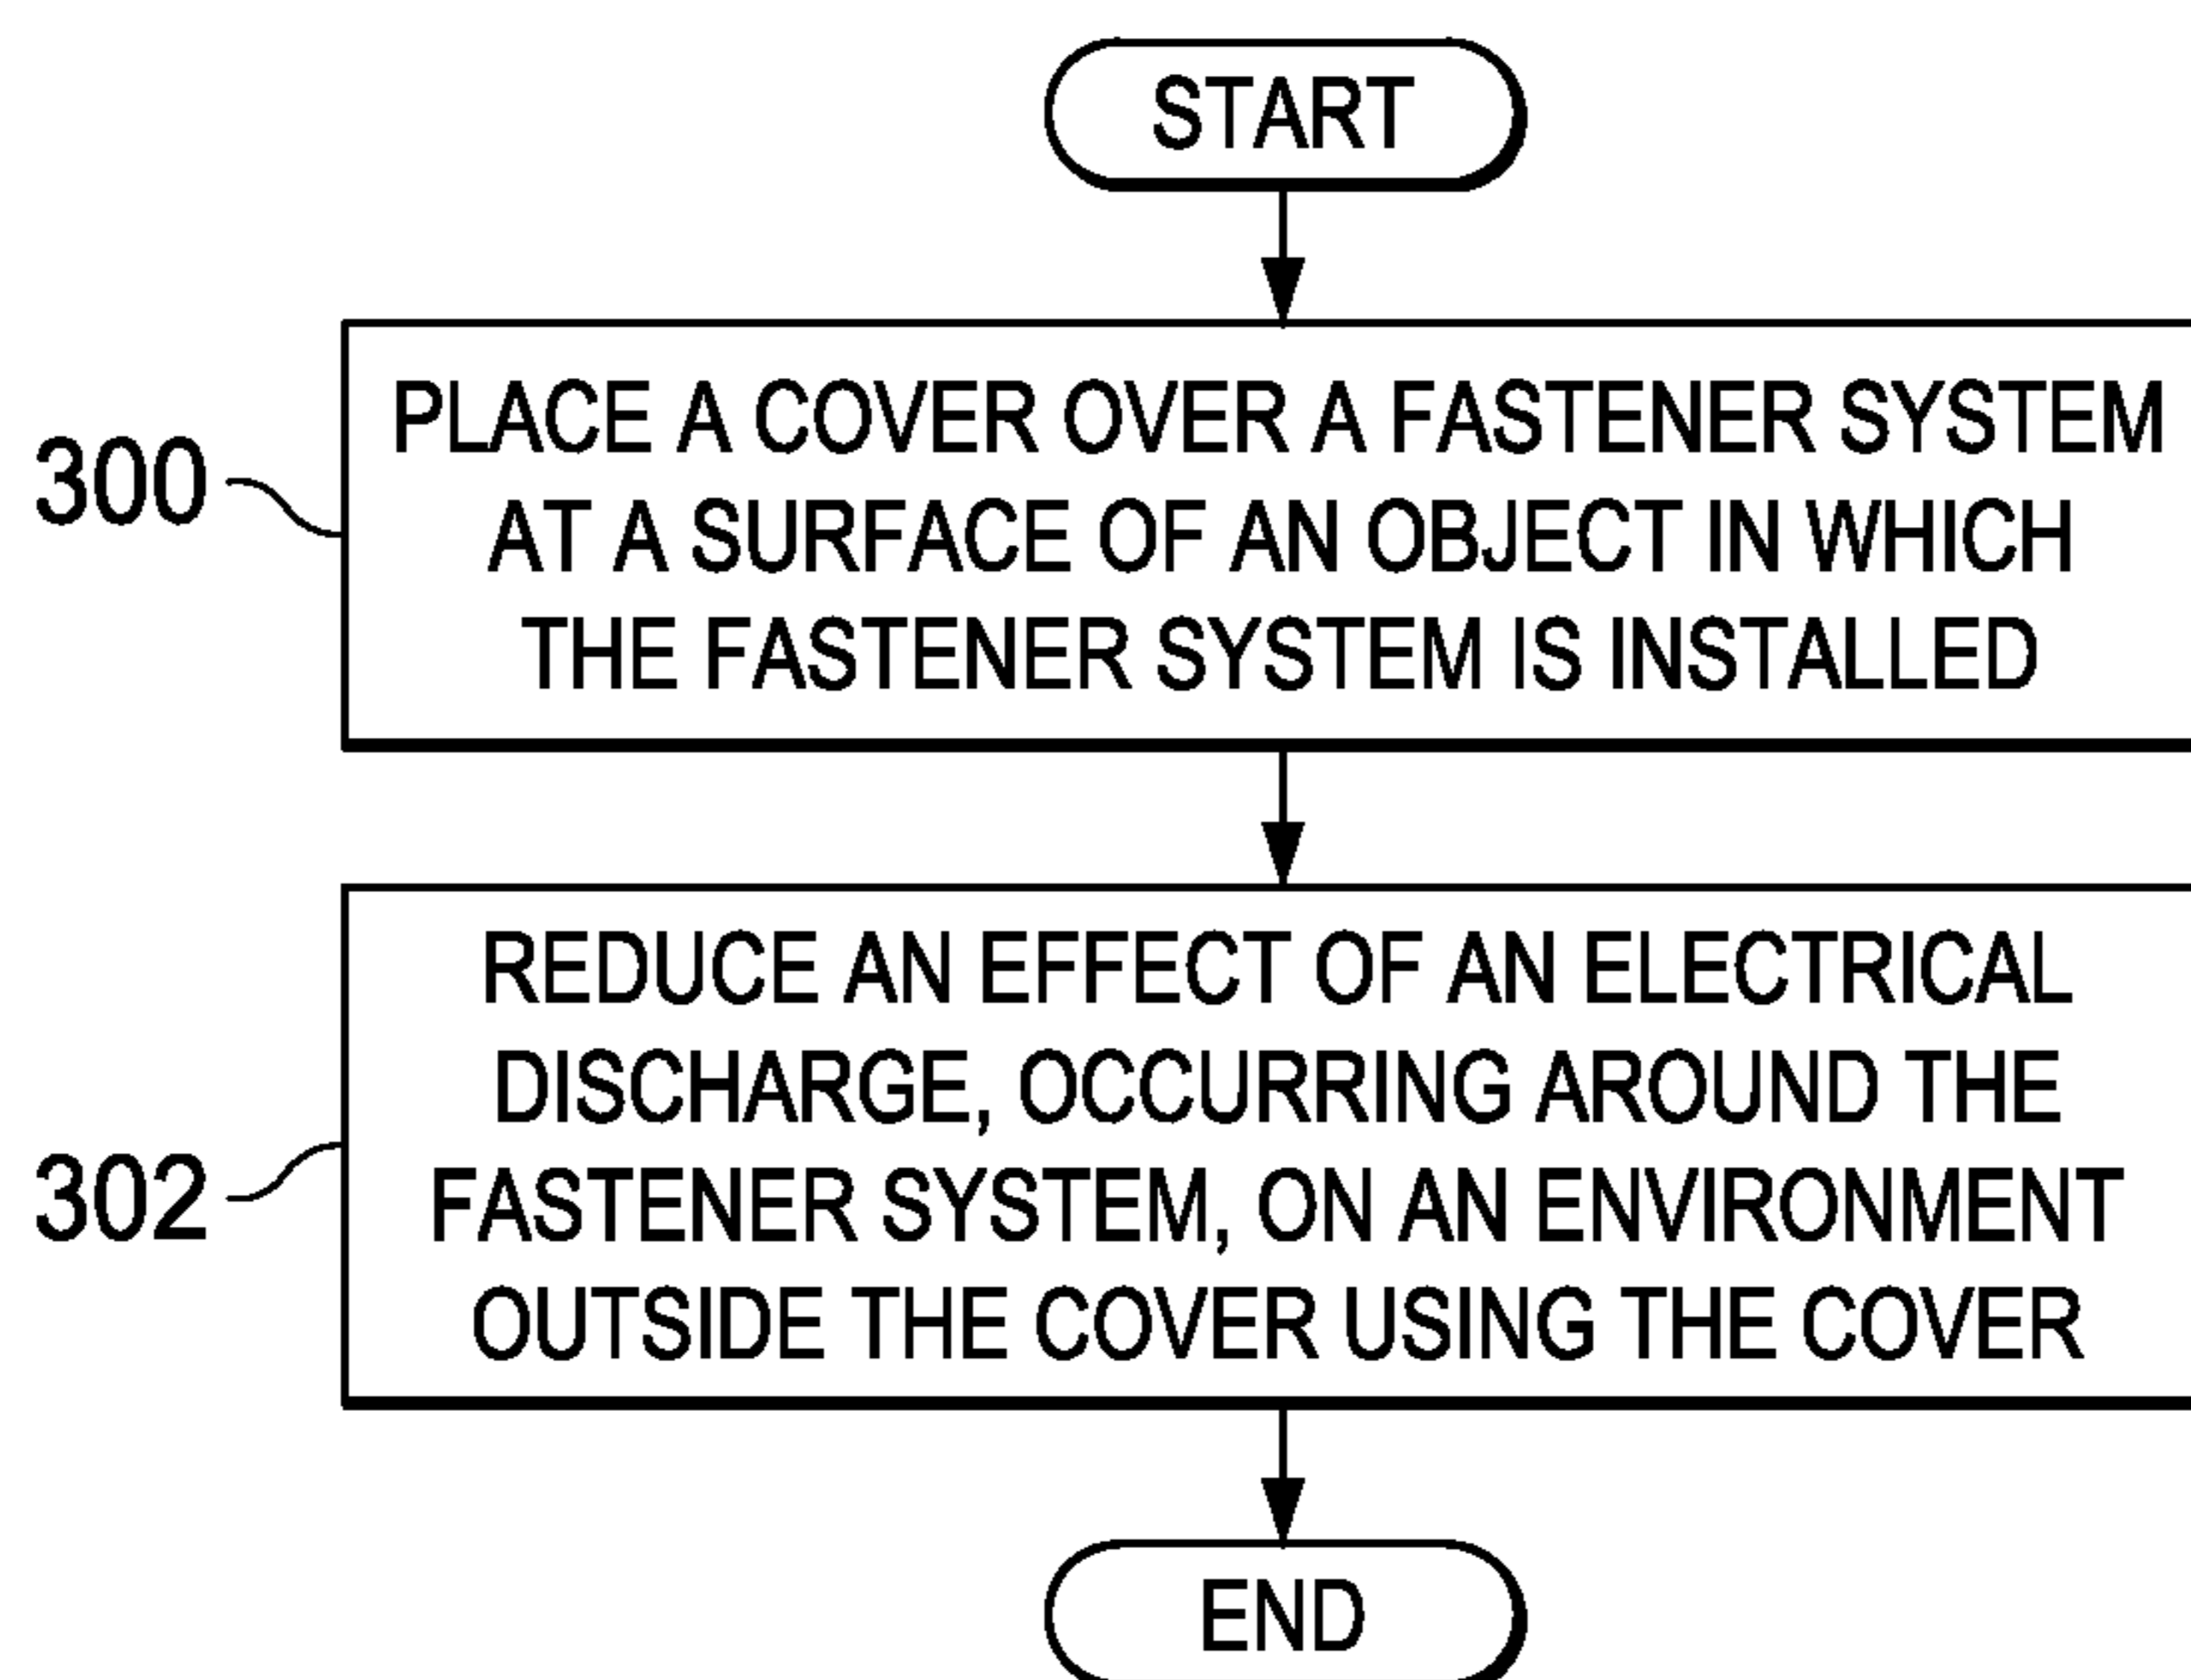 START
300
PLACE A COVER OVER A FASTENER SYSTEM
AT A SURFACE OF AN OBJECT IN WHICH
THE FASTENER SYSTEM IS INSTALLED
302
REDUCE AN EFFECT OF AN ELECTRICAL
DISCHARGE, OCCURRING AROUND THE
FASTENER SYSTEM, ON AN ENVIRONMENT
OUTSIDE THE COVER USING THE COVER
END